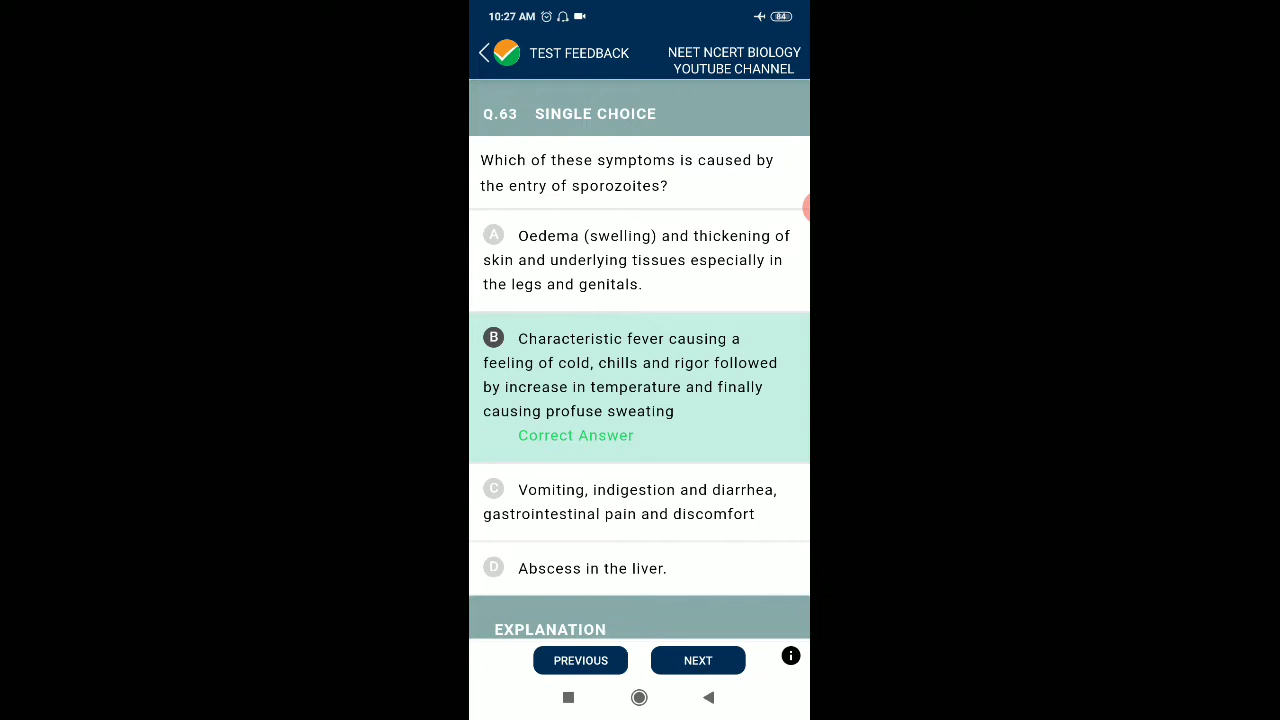 10:27 AM
84
TEST FEEDBACK
NEET NCERT BIOLOGY
YOUTUBE CHANNEL
Q.63 SINGLE CHOICE
Which of these symptoms is caused by
the entry of sporozoites?
A Oedema (swelling) and thickening of
skin and underlying tissues especially in
the legs and genitals.
B Characteristic fever causing a
feeling of cold, chills and rigor followed
by increase in temperature and finally
causing profuse sweating
Correct Answer
C Vomiting, indigestion and diarrhea,
gastrointestinal pain and discomfort
D Abscess in the liver.
EXPLANATION
PREVIOUS
NEXT
i